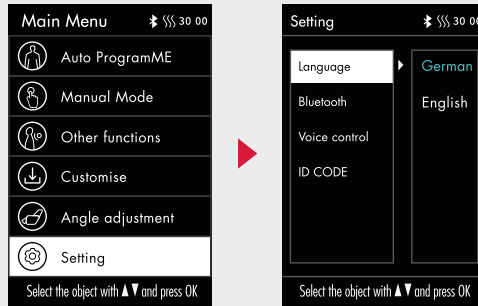 Main Menu 30 00
Auto ProgramME
Manual Mode
Other functions
Customise
Angle adjustment
Setting
Select the object with ▲▼ and press OK
Setting 30 00
Language
German
Bluetooth
English
Voice control
ID CODE
Select the object with ▲▼ and press OK